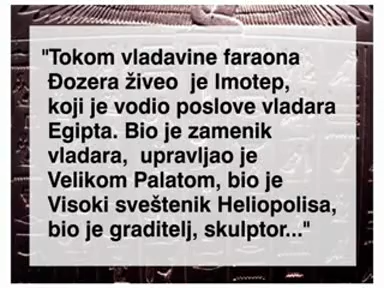 "Tokom vladavine faraona
Đozera živeo  je Imotep,
koji je vodio poslove vladara
Egipta. Bio je zamenik
vladara,  upravljao je
Velikom Palatom, bio je
Visoki sveštenik Heliopolisa,
bio je graditelj, skulptor..."